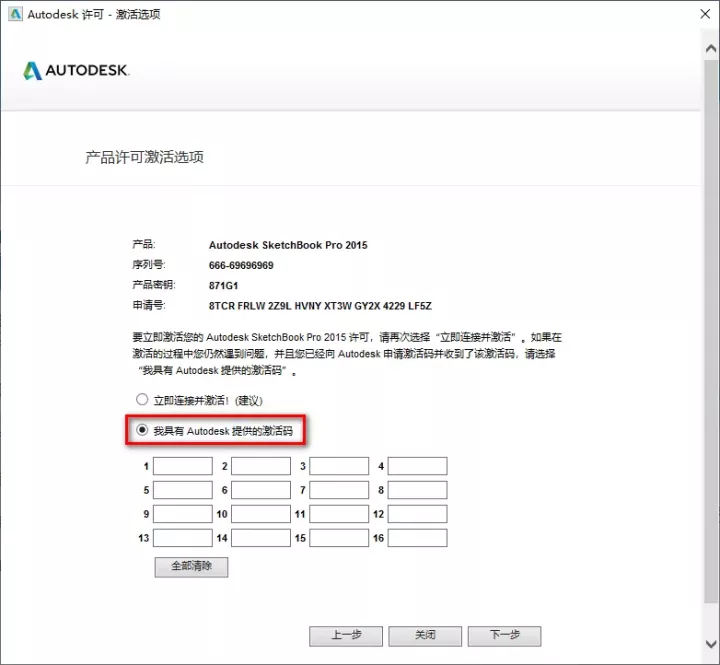 Autodesk 许可 - 激活选项
AUTODESK.
产品许可激活选项
产品: Autodesk SketchBook Pro 2015
序列号: 666-69696969
产品密钥: 871G1
申请号: 8TCR FRLW 2Z9L HVNY XT3W GY2X 4229 LF5Z
要立即激活您的 Autodesk SketchBook Pro 2015 许可，请再次选择“立即连接并激活”。如果在
激活的过程中您仍然遇到问题，并且您已经向 Autodesk 申请激活码并收到了该激活码，请选择
“我具有 Autodesk 提供的激活码”。
立即连接并激活! (建议)
我具有 Autodesk 提供的激活码
1 2 3 4
5 6 7 8
9 10 11 12
13 14 15 16
全部清除
上一步 关闭 下一步